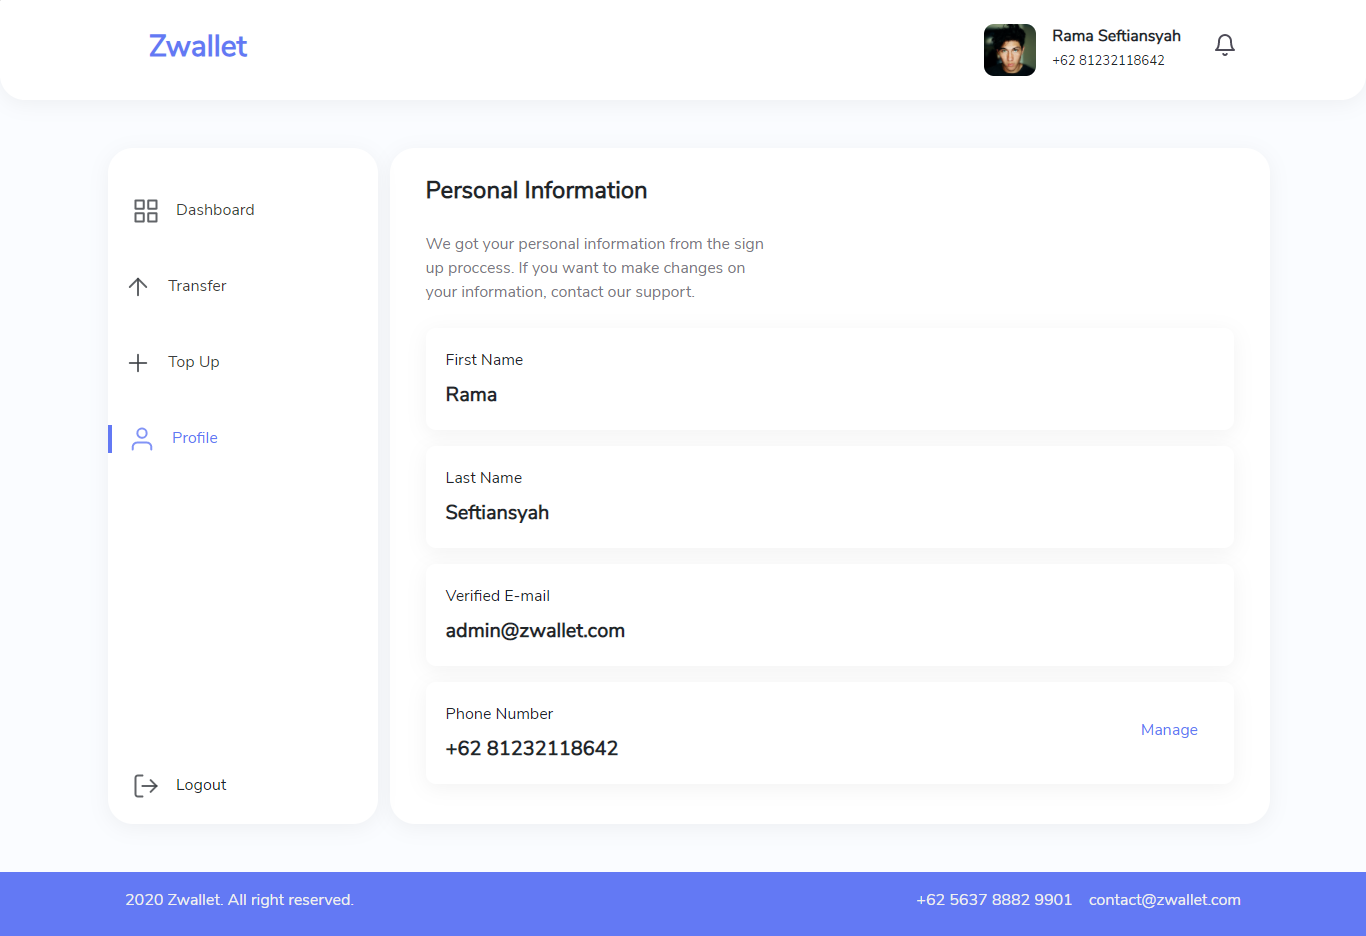 Zwallet
Rama Seftiansyah
+62 81232118642
Dashboard
Transfer
Top Up
Profile
Logout
Personal Information
We got your personal information from the sign
up proccess. If you want to make changes on
your information, contact our support.
First Name
Rama
Last Name
Seftiansyah
Verified E-mail
admin@zwallet.com
Phone Number
+62 81232118642
Manage
2020 Zwallet. All right reserved.
+62 5637 8882 9901
contact@zwallet.com